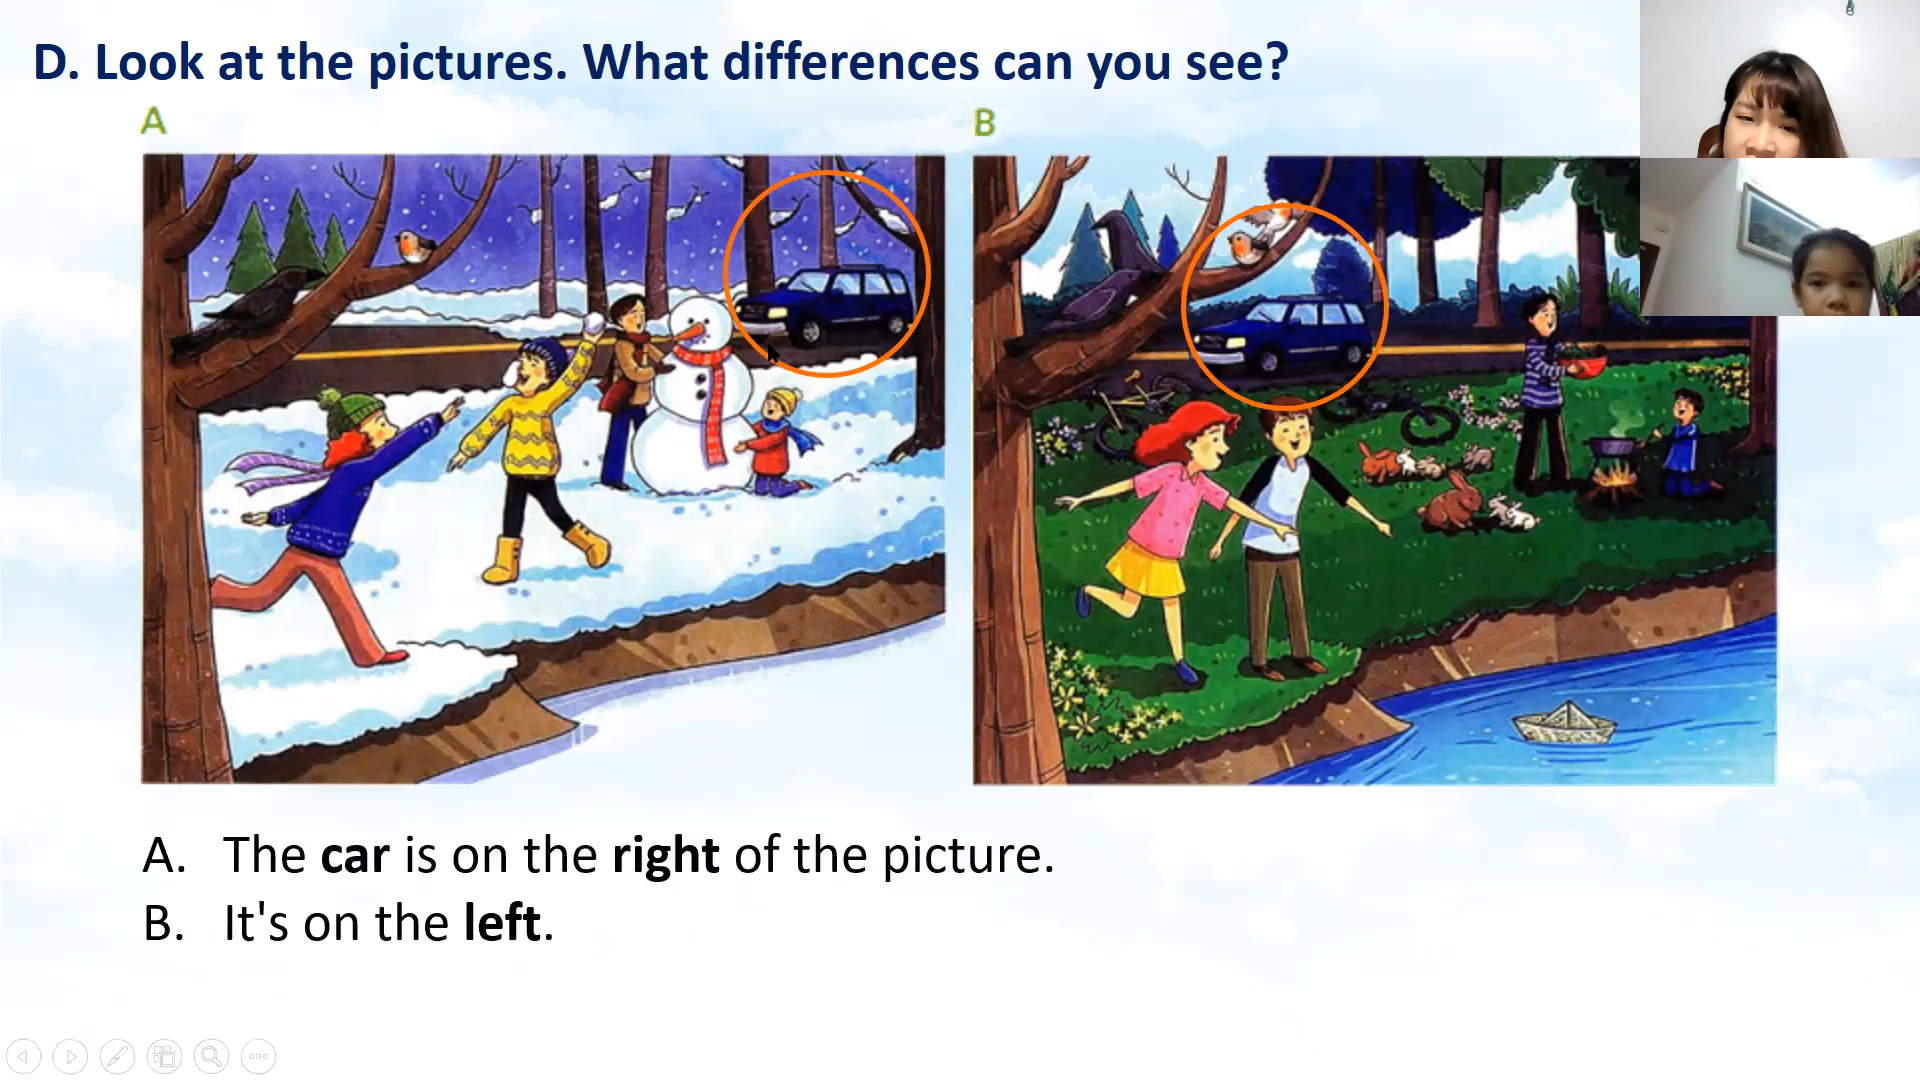 D. Look at the pictures. What differences can you see?
A
B
A. The car is on the right of the picture.
B. It's on the left.